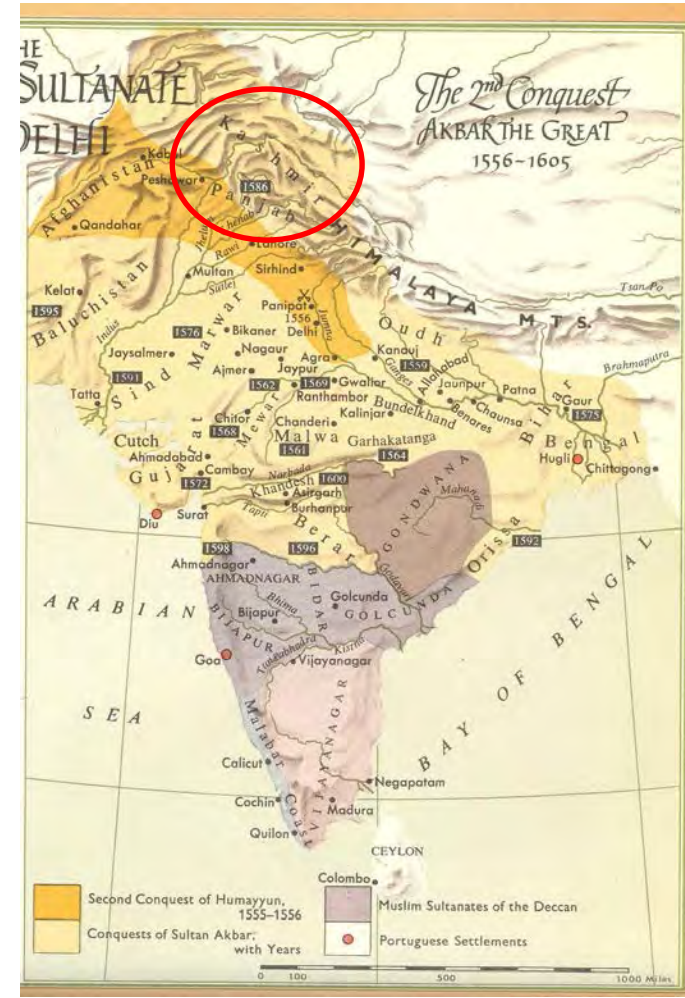 HE
SULTANATE
DELHI
The 2nd Conquest
AKBAR THE GREAT
1556-1605
Kashmir
Kabul
Afghanistan
Peshawar
Panjab
1586
Chenab
Jhelum
Qandahar
Rawi
Lahore
HIMALAYA MTS.
Multan
Sirhind
Sutlej
Tsan Po
Kelat
1595
Baluchistan
Panipat
1556
Delhi
Jumna
Indus
1576
Bikaner
Marwar
Oudh
Jaysalmer
Nagaur
Agra
Kanauj
1559
Brahmaputra
1591
Sind
Ajmer
Jaypur
1562
1569
Gwalior
Ganges
Allahabad
Jaunpur
Patna
Bihar
Gaur
1575
Tatta
Ranthambor
Mewar
Kalinjar
Bundelkhand
Benares
Chaunsa
Chitor
1568
Chanderi
Malwa
1561
Garhakatanga
1564
Bengal
Cutch
Ahmadabad
Gujarat
Cambay
1572
Narbada
Hugli
Chittagong
Khandesh
1600
Asirgarh
Burhanpur
Tapti
Surat
Diu
GONDWANA
Mahanadi
Berar
Orissa
1592
1598
1596
Godavari
Ahmadnagar
AHMADNAGAR
BIDAR
Bhima
Golcunda
GOLCUNDA
Bijapur
BIJAPUR
Kistna
Tungabhadra
ARABIAN
SEA
BAY OF BENGAL
Goa
Vijayanagar
VIJAYANAGAR
Malabar
Coast
Calicut
Negapatam
Cochin
Madura
Quilon
CEYLON
Colombo
Second Conquest of Humayyun,
1555–1556
Muslim Sultanates of the Deccan
Conquests of Sultan Akbar,
with Years
Portuguese Settlements
0 100 500 1000 Miles